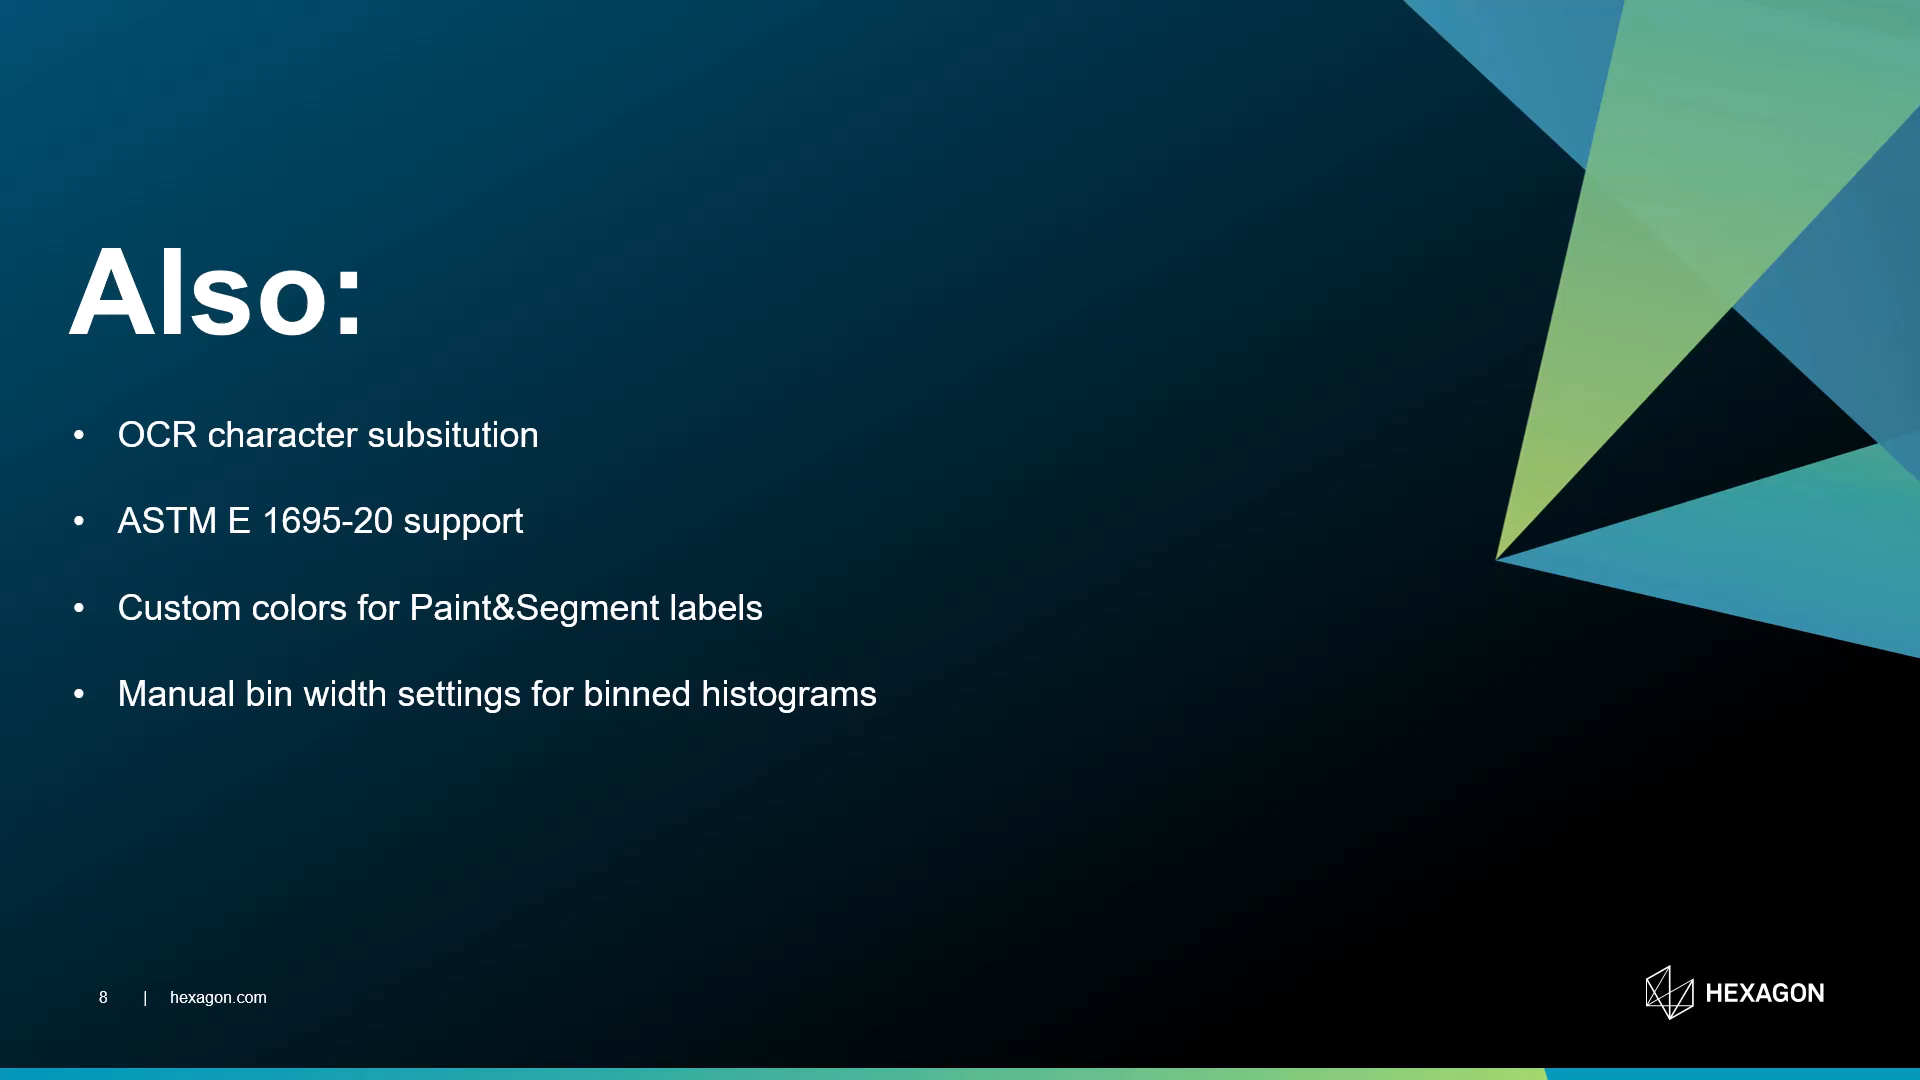 Also:
• OCR character subsitution
• ASTM E 1695-20 support
• Custom colors for Paint&Segment labels
• Manual bin width settings for binned histograms
8 | hexagon.com
HEXAGON